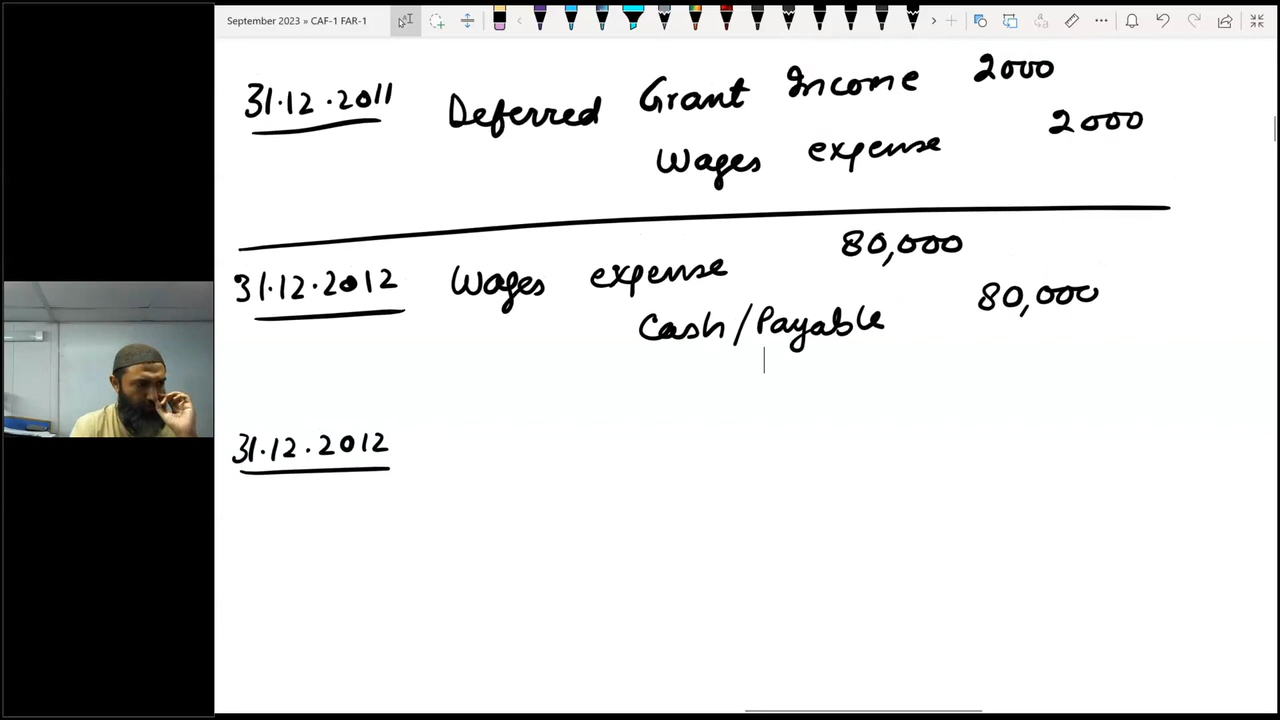 September 2023 » CAF-1 FAR-1
31.12.2011 Deferred Grant Income 2000
Wages expense 2000
31.12.2012 Wages expense 80,000
Cash/Payable 80,000
31.12.2012